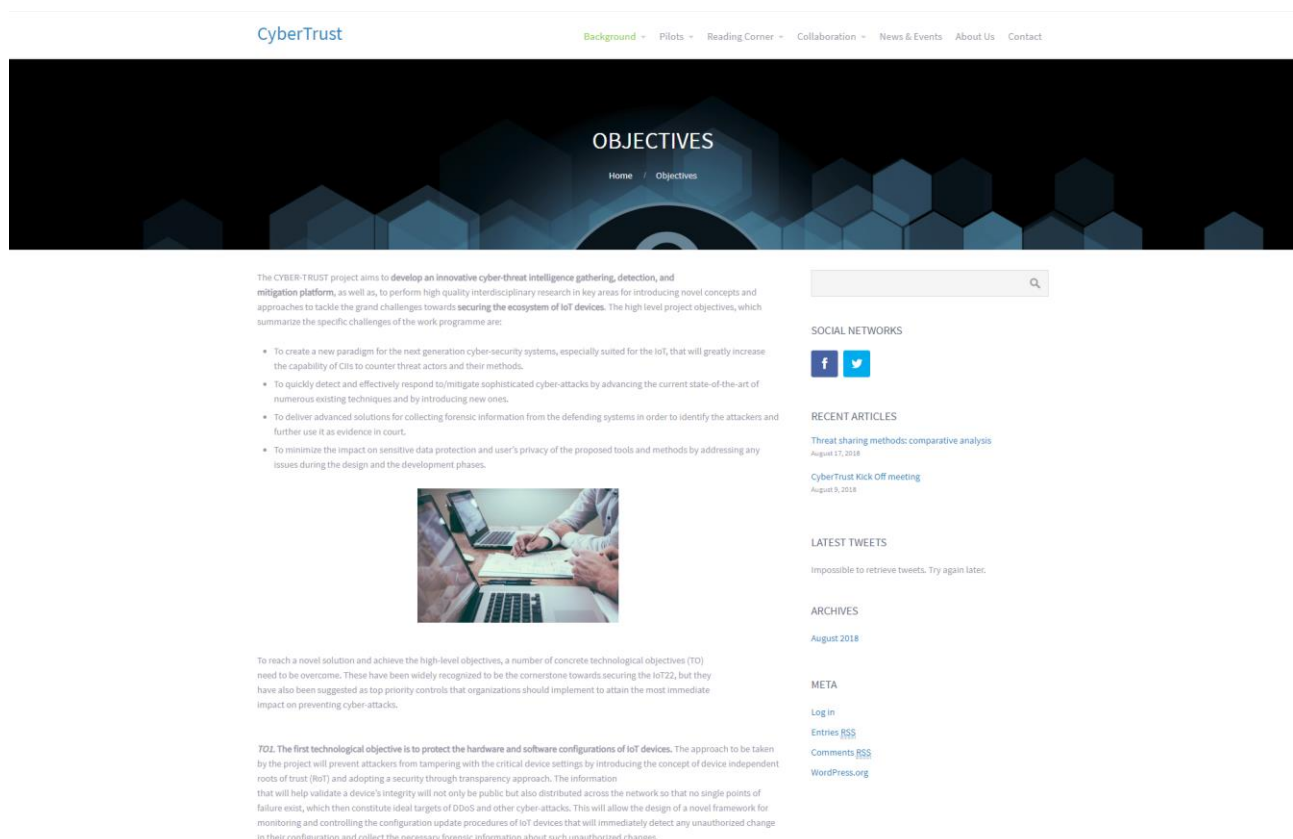 CyberTrust
Background Pilots Reading Corner Collaboration News & Events About Us Contact
OBJECTIVES
Home / Objectives
The CYBER-TRUST project aims to develop an innovative cyber-threat intelligence gathering, detection, and
mitigation platform, as well as, to perform high quality interdisciplinary research in key areas for introducing novel concepts and
approaches to tackle the grand challenges towards securing the ecosystem of IoT devices. The high level project objectives, which
summarize the specific challenges of the work programme are:
• To create a new paradigm for the next generation cyber-security systems, especially suited for the IoT, that will greatly increase
the capability of CIIs to counter threat actors and their methods.
• To quickly detect and effectively respond to/mitigate sophisticated cyber-attacks by advancing the current state-of-the-art of
numerous existing techniques and by introducing new ones.
• To deliver advanced solutions for collecting forensic information from the defending systems in order to identify the attackers and
further use it as evidence in court.
• To minimize the impact on sensitive data protection and user's privacy of the proposed tools and methods by addressing any
issues during the design and the development phases.
To reach a novel solution and achieve the high-level objectives, a number of concrete technological objectives (TO)
need to be overcome. These have been widely recognized to be the cornerstone towards securing the IoT22, but they
have also been suggested as top priority controls that organizations should implement to attain the most immediate
impact on preventing cyber-attacks.
TO1. The first technological objective is to protect the hardware and software configurations of IoT devices. The approach to be taken
by the project will prevent attackers from tampering with the critical device settings by introducing the concept of device independent
roots of trust (RoT) and adopting a security through transparency approach. The information
that will help validate a device's integrity will not only be public but also distributed across the network so that no single points of
failure exist, which then constitute ideal targets of DDoS and other cyber-attacks. This will allow the design of a novel framework for
monitoring and controlling the configuration update procedures of IoT devices that will immediately detect any unauthorized change
in their configuration and collect the necessary forensic information about such unauthorized changes.
SOCIAL NETWORKS
RECENT ARTICLES
Threat sharing methods: comparative analysis
August 17, 2018
CyberTrust Kick Off meeting
August 9, 2018
LATEST TWEETS
Impossible to retrieve tweets. Try again later.
ARCHIVES
August 2018
META
Log in
Entries RSS
Comments RSS
WordPress.org